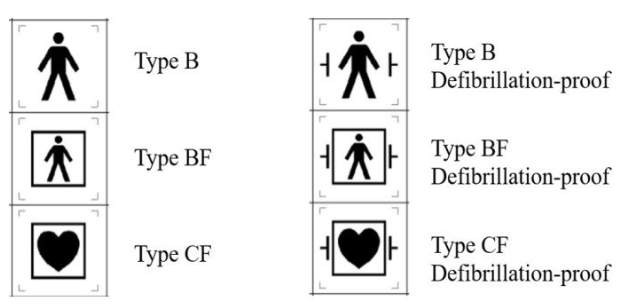 Type B
Type BF
Type CF
Type B
Defibrillation-proof
Type BF
Defibrillation-proof
Type CF
Defibrillation-proof